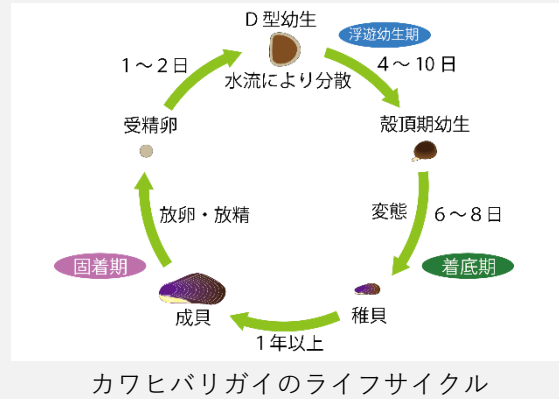 D型幼生
浮遊幼生期
1～2日
4～10日
水流により分散
受精卵
殻頂期幼生
放卵・放精
変態
6～8日
固着期
着底期
成貝
稚貝
1年以上
カワヒバリガイのライフサイクル